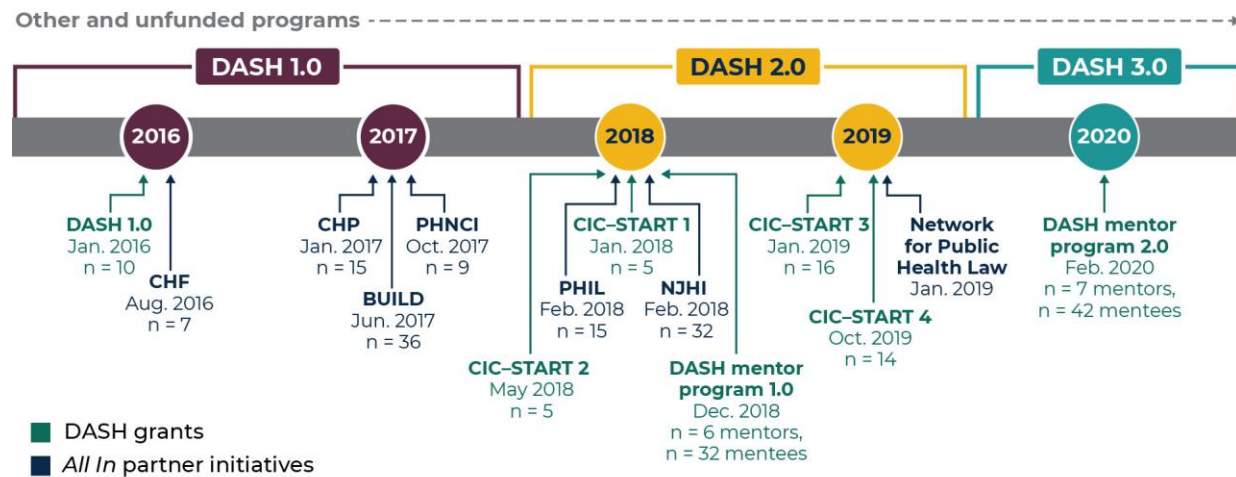 Other and unfunded programs
DASH 1.0
DASH 2.0
DASH 3.0
2016
2017
2018
2019
2020
DASH 1.0
Jan. 2016
n = 10
CHF
Aug. 2016
n = 7
CHP
Jan. 2017
n = 15
BUILD
Jun. 2017
n = 36
PHNCI
Oct. 2017
n = 9
CIC–START 2
May 2018
n = 5
PHIL
Feb. 2018
n = 15
CIC–START 1
Jan. 2018
n = 5
NJHI
Feb. 2018
n = 32
DASH mentor
program 1.0
Dec. 2018
n = 6 mentors,
n = 32 mentees
CIC–START 3
Jan. 2019
n = 16
CIC–START 4
Oct. 2019
n = 14
Network
for Public
Health Law
Jan. 2019
DASH mentor
program 2.0
Feb. 2020
n = 7 mentors,
n = 42 mentees
DASH grants
All In partner initiatives